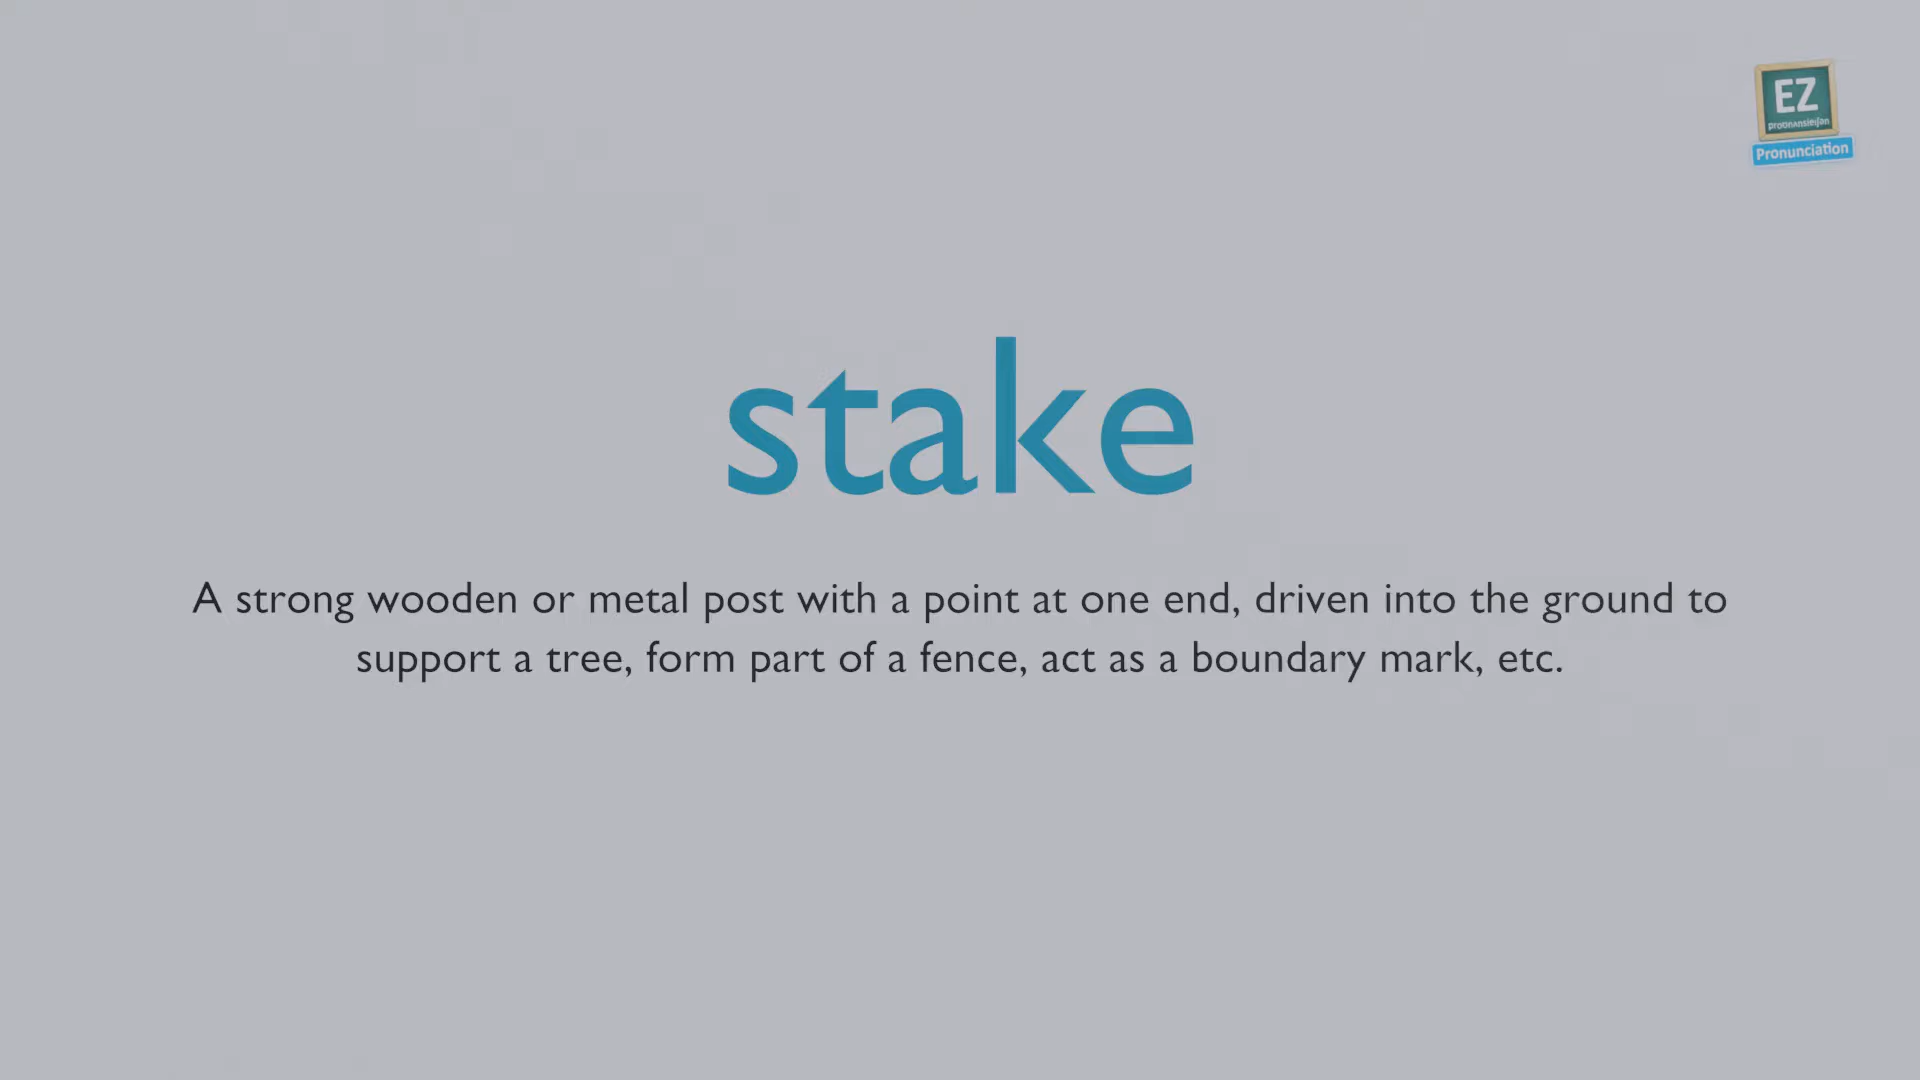 EZ
Pronunciation
stake
A strong wooden or metal post with a point at one end, driven into the ground to
support a tree, form part of a fence, act as a boundary mark, etc.